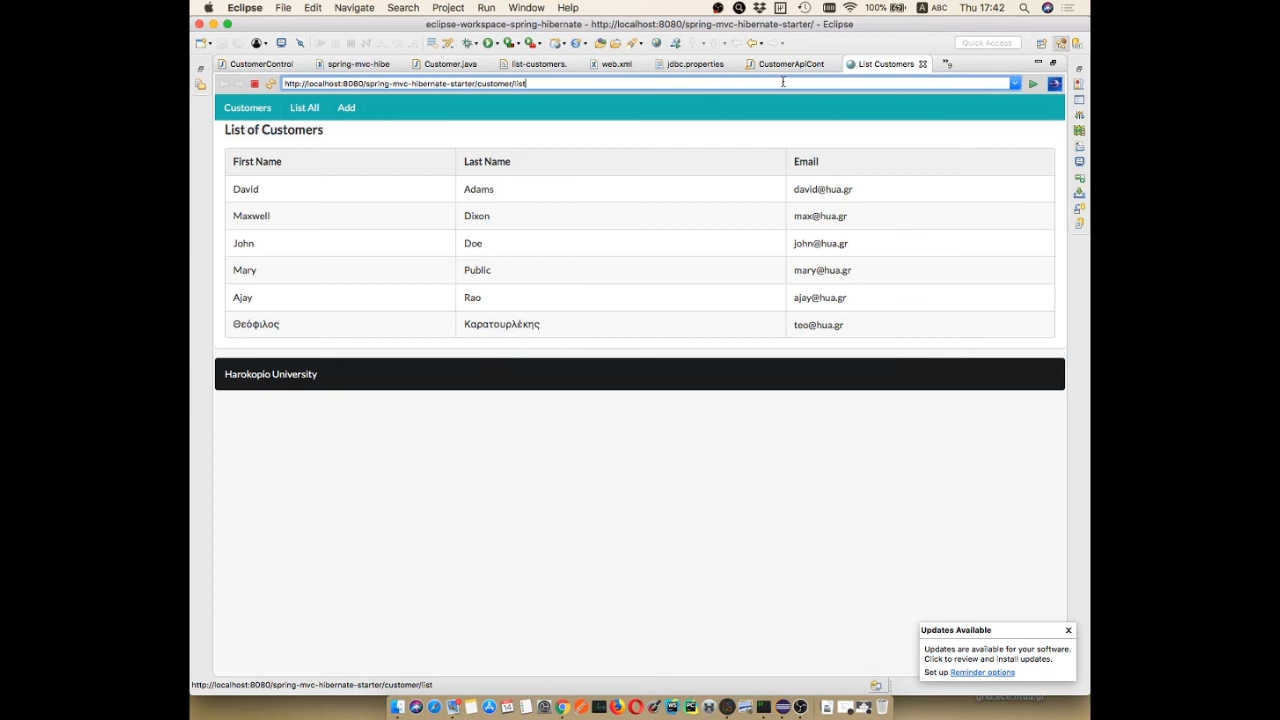 Eclipse File Edit Navigate Search Project Run Window Help 100% A ABC Thu 17:42
eclipse-workspace-spring-hibernate - http://localhost:8080/spring-mvc-hibernate-starter/ - Eclipse
Quick Access
CustomerControl spring-mvc-hibe Customer.java list-customers. web.xml jdbc.properties CustomerApiCont List Customers »9
http://localhost:8080/spring-mvc-hibernate-starter/customer/list
Customers List All Add
List of Customers
First Name Last Name Email
David Adams david@hua.gr
Maxwell Dixon max@hua.gr
John Doe john@hua.gr
Mary Public mary@hua.gr
Ajay Rao ajay@hua.gr
Θεόφιλος Καρατουρλέκης teo@hua.gr
Harokopio University
Updates Available x
Updates are available for your software.
Click to review and install updates.
Set up Reminder options
http://localhost:8080/spring-mvc-hibernate-starter/customer/list